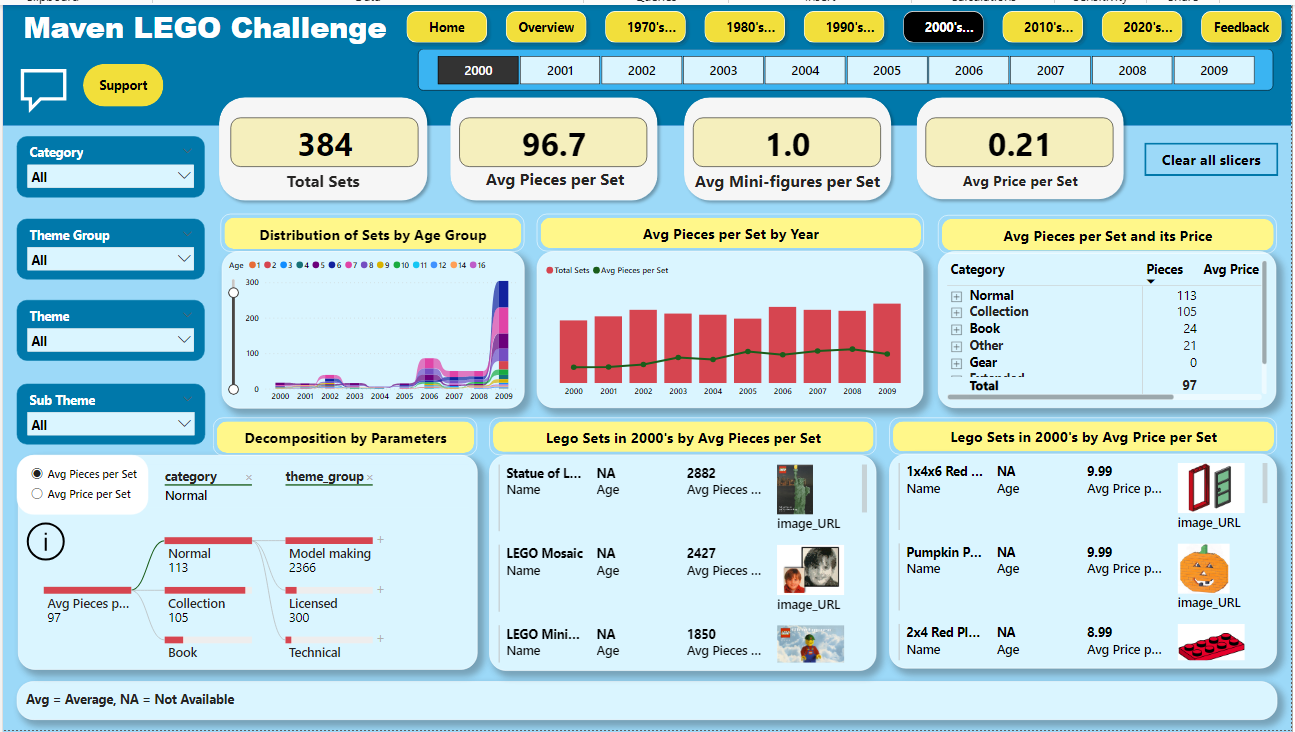 Maven LEGO Challenge
Home
Overview
1970's...
1980's...
1990's...
2000's...
2010's...
2020's...
Feedback
Support
2000
2001
2002
2003
2004
2005
2006
2007
2008
2009
384
Total Sets
96.7
Avg Pieces per Set
1.0
Avg Mini-figures per Set
0.21
Avg Price per Set
Clear all slicers
Category
All
Theme Group
All
Theme
All
Sub Theme
All
Distribution of Sets by Age Group
Age 1 2 3 4 5 6 7 8 9 10 11 12 14 16
300
200
100
0
2000 2001 2002 2003 2004 2005 2006 2007 2008 2009
Avg Pieces per Set by Year
Total Sets Avg Pieces per Set
2000 2001 2002 2003 2004 2005 2006 2007 2008 2009
Avg Pieces per Set and its Price
Category Pieces Avg Price
Normal 113
Collection 105
Book 24
Other 21
Gear 0
Total 97
Decomposition by Parameters
Avg Pieces per Set
Avg Price per Set
category
Normal
theme_group
i
Avg Pieces p...
97
Normal
113
Collection
105
Book
Model making
2366
Licensed
300
Technical
Lego Sets in 2000's by Avg Pieces per Set
Statue of L... NA 2882
Name Age Avg Pieces ...
image_URL
LEGO Mosaic NA 2427
Name Age Avg Pieces ...
image_URL
LEGO Mini... NA 1850
Name Age Avg Pieces ...
Lego Sets in 2000's by Avg Price per Set
1x4x6 Red ... NA 9.99
Name Age Avg Price p...
image_URL
Pumpkin P... NA 9.99
Name Age Avg Price p...
image_URL
2x4 Red Pl... NA 8.99
Name Age Avg Price p...
Avg = Average, NA = Not Available